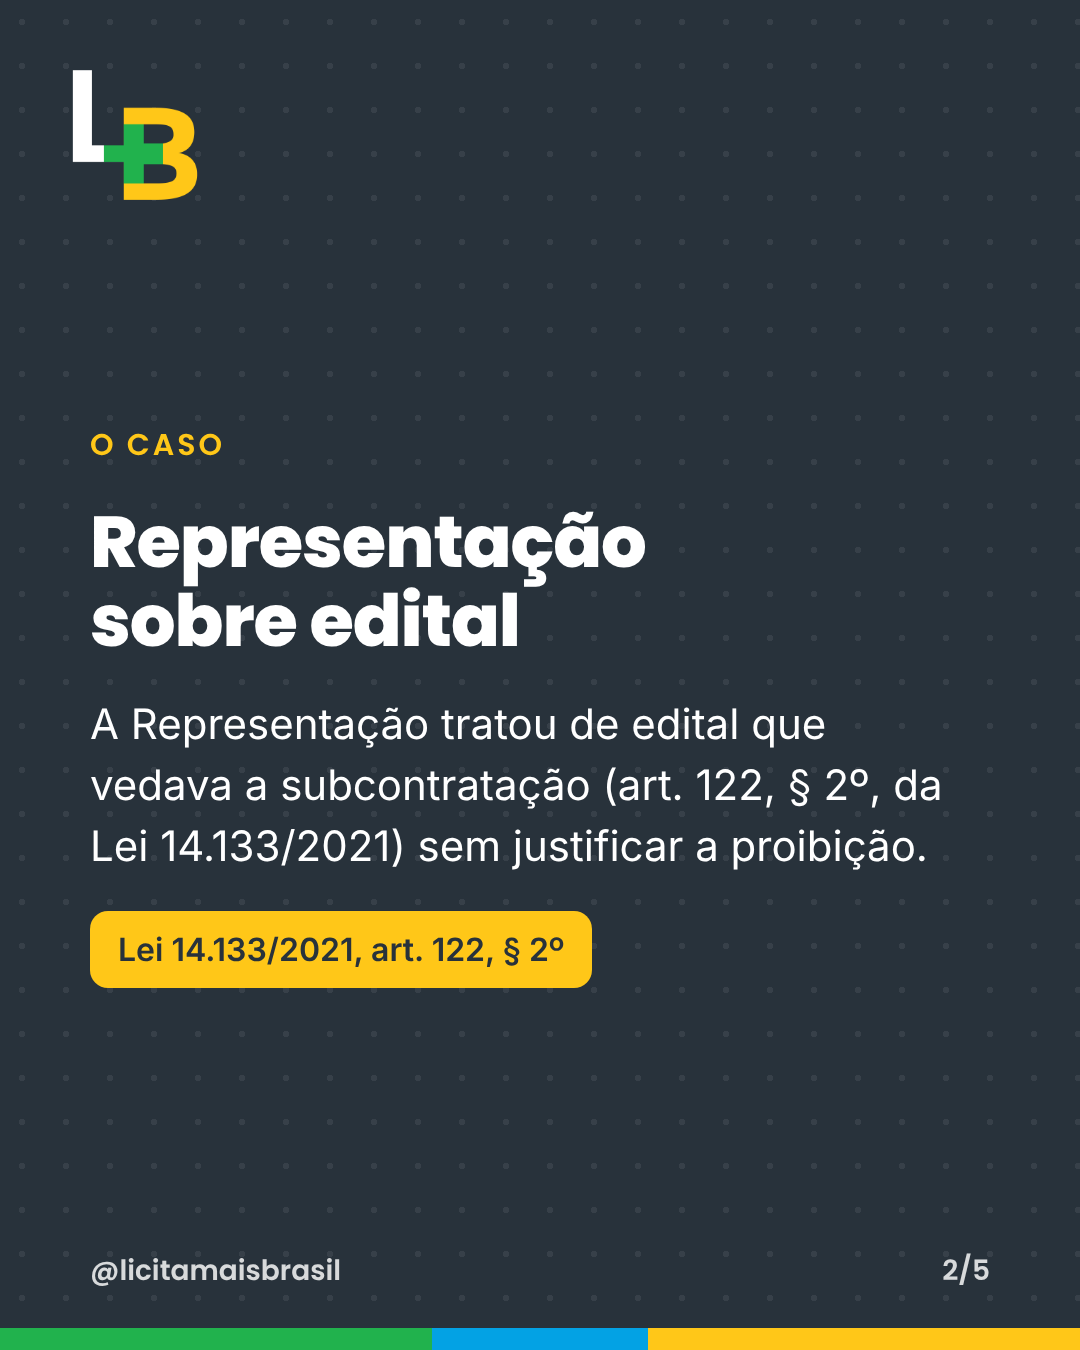 L+B
O CASO
Representação
sobre edital
A Representação tratou de edital que
vedava a subcontratação (art. 122, § 2º, da
Lei 14.133/2021) sem justificar a proibição.
Lei 14.133/2021, art. 122, § 2º
@licitamaisbrasil
2/5